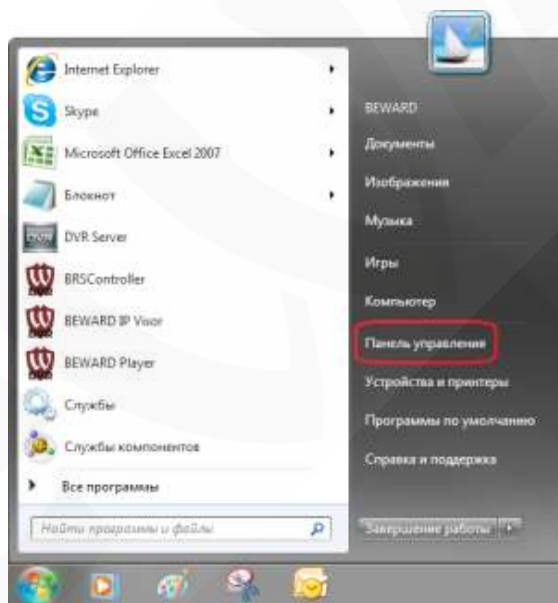 Internet Explorer
Skype
Microsoft Office Excel 2007
Блокнот
DVR Server
BRSController
BEWARD IP Visor
BEWARD Player
Службы
Службы компонентов
Все программы
Найти программы и файлы
BEWARD
Документы
Изображения
Музыка
Игры
Компьютер
Панель управления
Устройства и принтеры
Программы по умолчанию
Справка и поддержка
Завершение работы